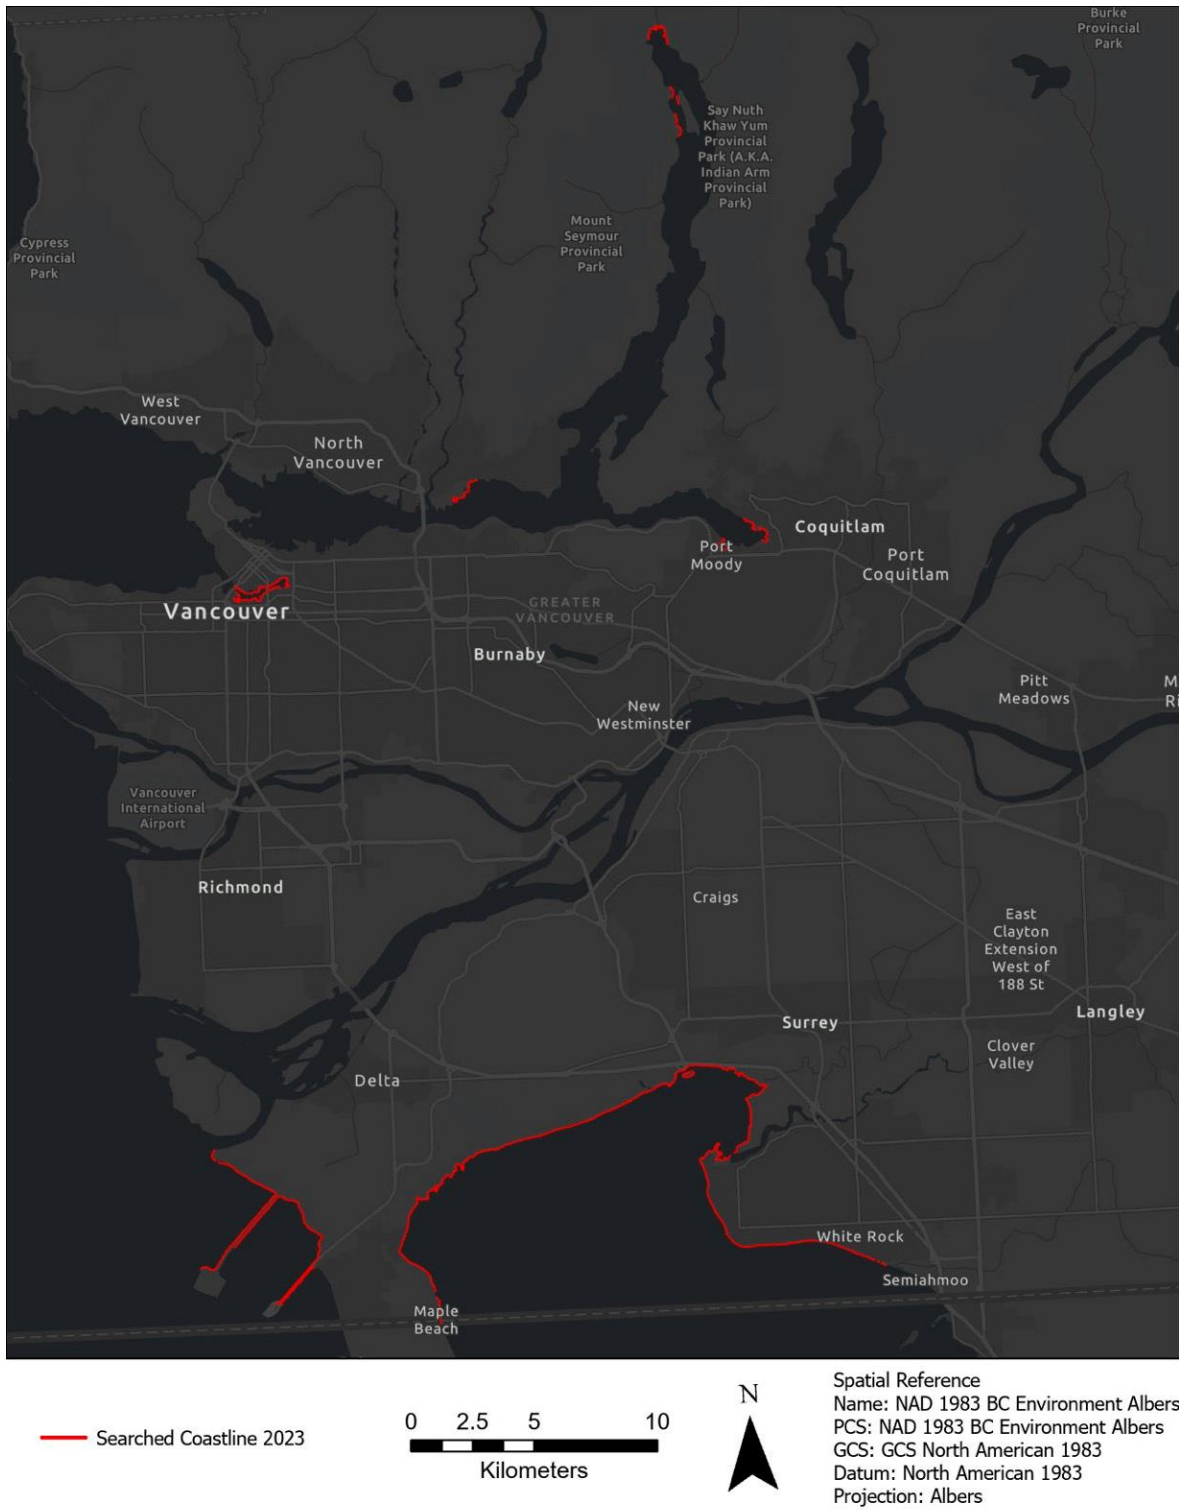 Burke
Provincial
Park
Say Nuth
Khaw Yum
Provincial
Park (A.K.A.
Indian Arm
Provincial
Park)
Mount
Seymour
Provincial
Park
Cypress
Provincial
Park
West
Vancouver
North
Vancouver
Coquitlam
Port
Moody
Port
Coquitlam
Vancouver
GREATER
VANCOUVER
Burnaby
Pitt
Meadows
M
Ri
New
Westminster
Vancouver
International
Airport
Richmond
Craigs
East
Clayton
Extension
West of
188 St
Langley
Surrey
Clover
Valley
Delta
White Rock
Semiahmoo
Maple
Beach
Searched Coastline 2023
0 2.5 5 10
Kilometers
N
Spatial Reference
Name: NAD 1983 BC Environment Albers
PCS: NAD 1983 BC Environment Albers
GCS: GCS North American 1983
Datum: North American 1983
Projection: Albers